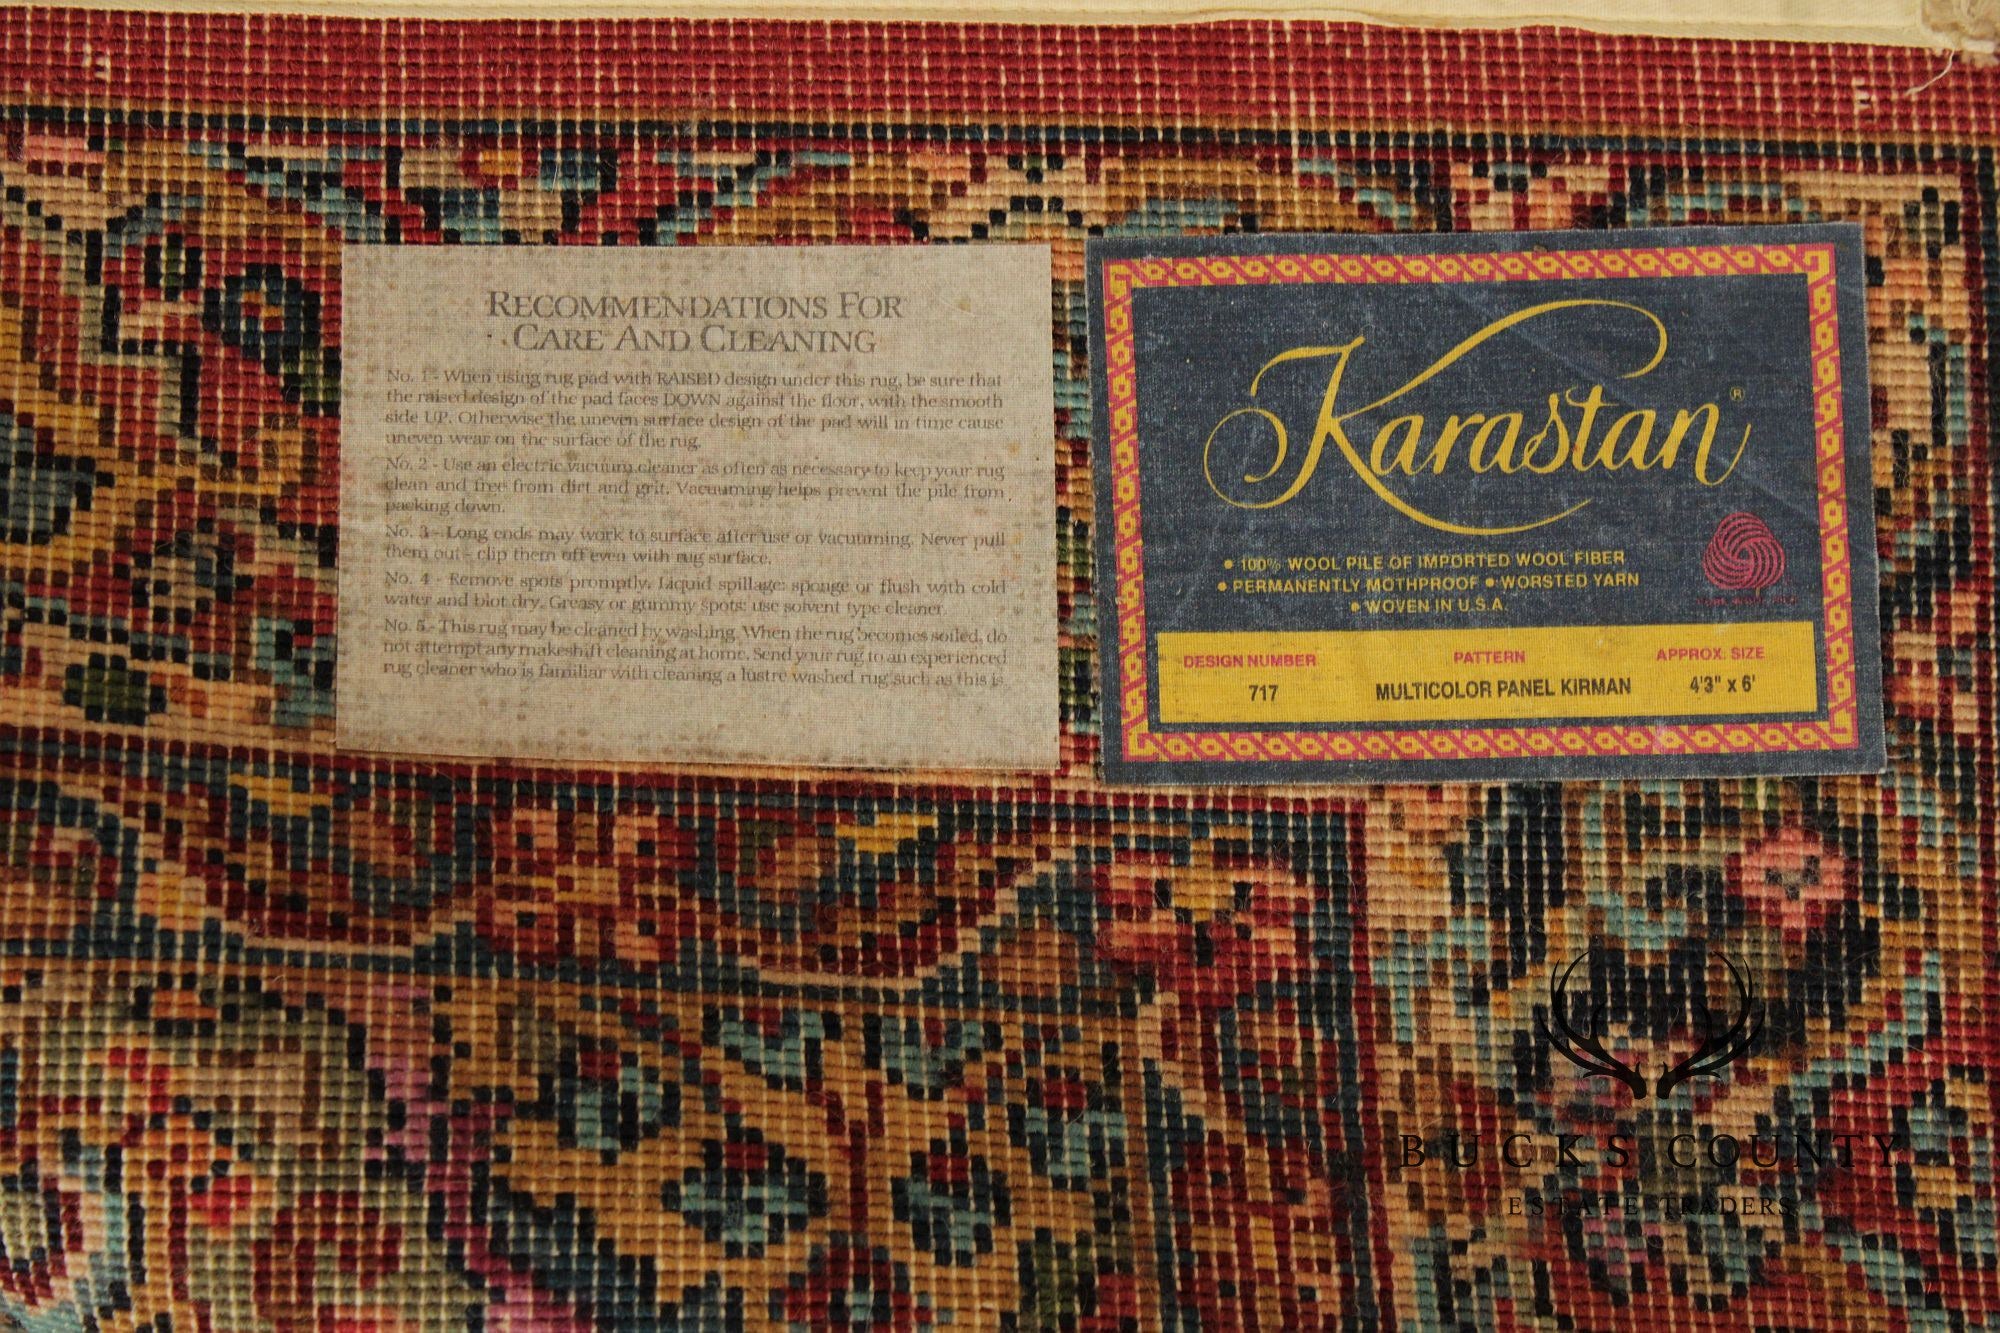 RECOMMENDATIONS FOR
CARE AND CLEANING
No. 1 - When using rug pad with RAISED design under this rug, be sure that
the raised design of the pad faces DOWN against the floor, with the smooth
side UP. Otherwise the uneven surface design of the pad will in time cause
uneven wear on the surface of the rug.
No. 2 - Use an electric vacuum cleaner as often as necessary to keep your rug
clean and free from dirt and grit. Vacuuming helps prevent the pile from
packing down.
No. 3 - Long ends may work to surface after use or vacuuming. Never pull
them out - clip them off even with rug surface.
No. 4 - Remove spots promptly. Liquid spillage: sponge or flush with cold
water and blot dry. Greasy or gummy spots: use solvent type cleaner.
No. 5 - This rug may be cleaned by washing. When the rug becomes soiled, do
not attempt any makeshift cleaning at home. Send your rug to an experienced
rug cleaner who is familiar with cleaning a lustre washed rug such as this is.
Karastan®
• 100% WOOL PILE OF IMPORTED WOOL FIBER
• PERMANENTLY MOTHPROOF • WORSTED YARN
• WOVEN IN U.S.A.
DESIGN NUMBER PATTERN APPROX. SIZE
717 MULTICOLOR PANEL KIRMAN 4'3" x 6'
BUCKS COUNTY
ESTATE TRADERS